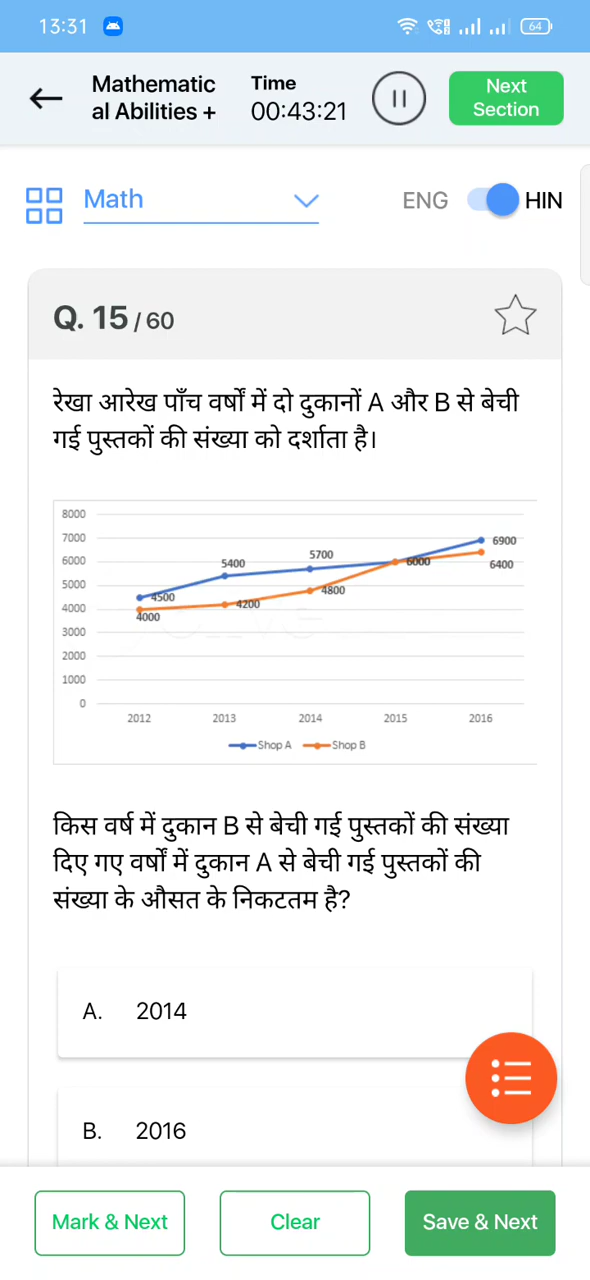 13:31
64
Mathematic
al Abilities +
Time
00:43:21
Next
Section
Math
ENG
HIN
Q. 15 / 60
रेखा आरेख पाँच वर्षों में दो दुकानों A और B से बेची
गई पुस्तकों की संख्या को दर्शाता है।
8000
7000
6000
5000
4000
3000
2000
1000
0
4500
5400
5700
6000
6900
4000
4200
4800
6400
2012
2013
2014
2015
2016
Shop A
Shop B
किस वर्ष में दुकान B से बेची गई पुस्तकों की संख्या
दिए गए वर्षों में दुकान A से बेची गई पुस्तकों की
संख्या के औसत के निकटतम है?
A. 2014
B. 2016
Mark & Next
Clear
Save & Next